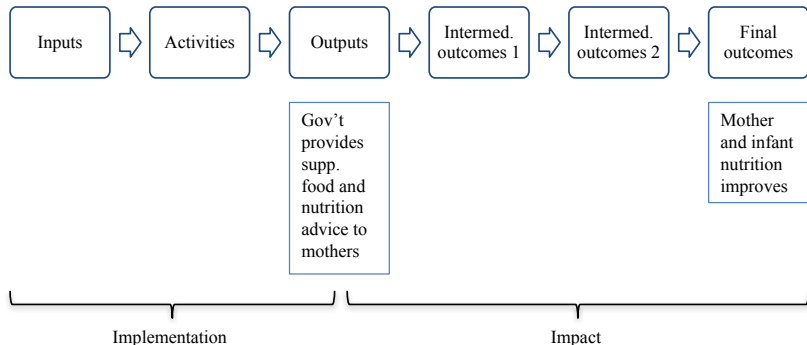 Inputs
Activities
Outputs
Intermed.
outcomes 1
Intermed.
outcomes 2
Final
outcomes
Gov’t
provides
supp.
food and
nutrition
advice to
mothers
Mother
and infant
nutrition
improves
Implementation
Impact